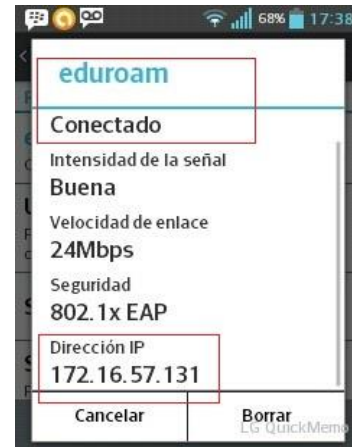 68% 17:38
eduroam
Conectado
Intensidad de la señal
Buena
Velocidad de enlace
24Mbps
Seguridad
802.1x EAP
Dirección IP
172.16.57.131
Cancelar Borrar
LG QuickMemo